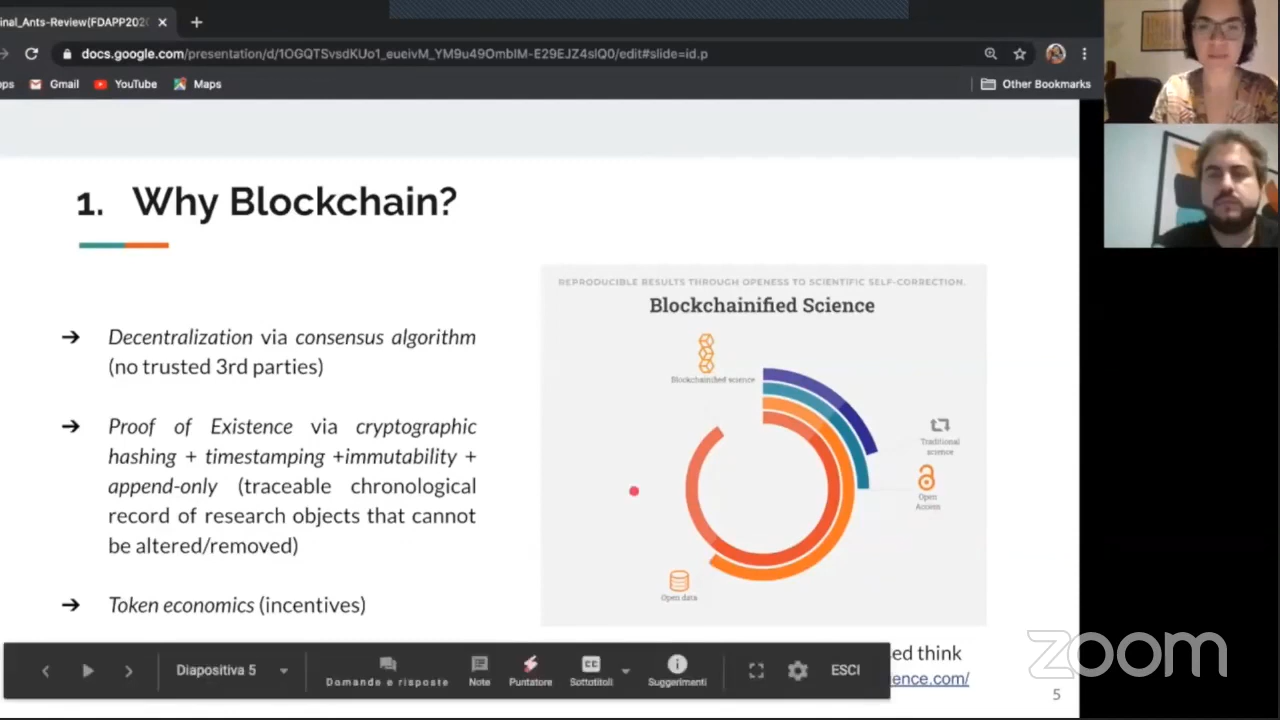 inal_Ants-Review(FDAPP202
docs.google.com/presentation/d/1OGQTSvsdKUo1_eueivM_YM9u49OmbIM-E29EJZ4slQ0/edit#slide=id.p
ps Gmail YouTube Maps Other Bookmarks
1. Why Blockchain?
➔ Decentralization via consensus algorithm
(no trusted 3rd parties)
➔ Proof of Existence via cryptographic
hashing + timestamping +immutability +
append-only (traceable chronological
record of research objects that cannot
be altered/removed)
➔ Token economics (incentives)
REPRODUCIBLE RESULTS THROUGH OPENESS TO SCIENTIFIC SELF-CORRECTION.
Blockchainified Science
Blockchainified science
Traditional
science
Open
Access
Open data
ed think
ience.com/
5
Diapositiva 5
Domande e risposte
Note
Puntatore
CC
Sottotitoli
Suggerimenti
ESCI
zoom